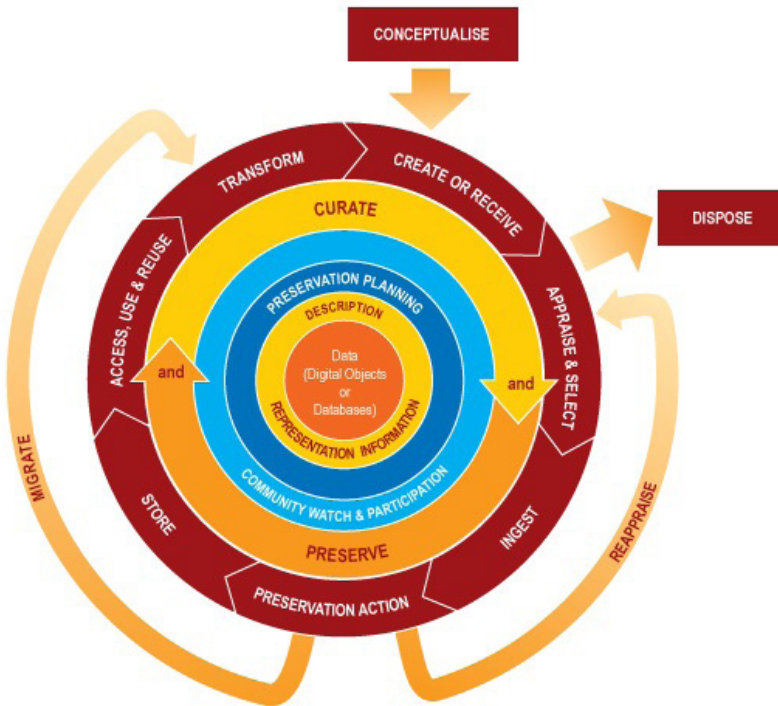 CONCEPTUALISE
CREATE OR RECEIVE
DISPOSE
APPRAISE & SELECT
INGEST
PRESERVATION ACTION
STORE
ACCESS, USE & REUSE
TRANSFORM
MIGRATE
REAPPRAISE
CURATE
and
PRESERVE
and
COMMUNITY WATCH & PARTICIPATION
PRESERVATION PLANNING
DESCRIPTION
REPRESENTATION INFORMATION
Data
(Digital Objects
or
Databases)